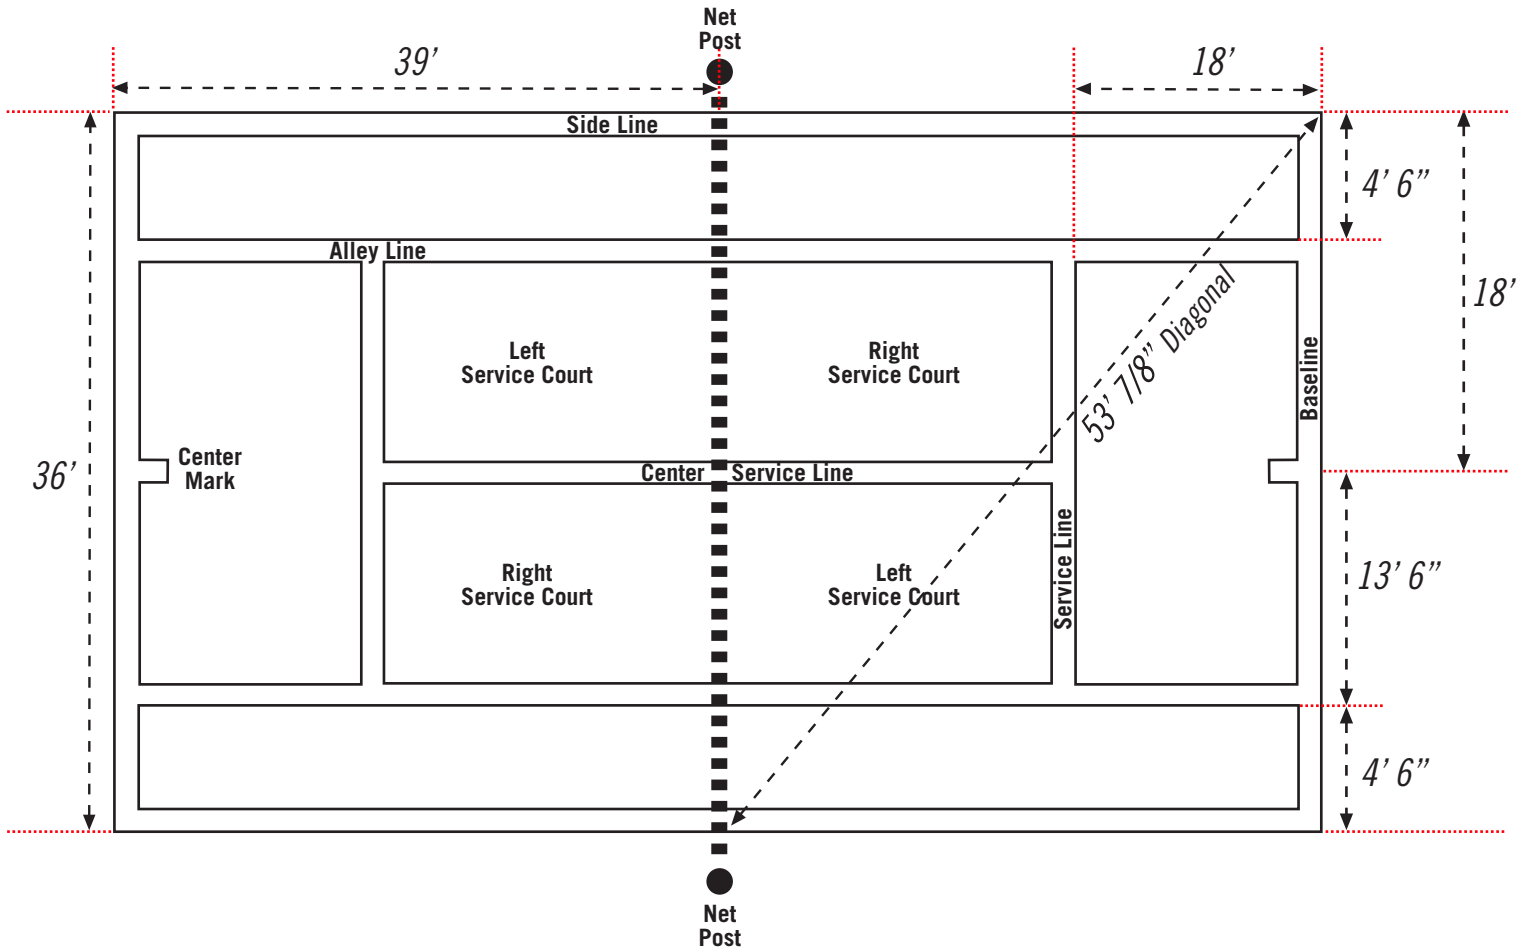 Net
Post
39’
18’
Side Line
4’ 6”
Alley Line
18’
53’ 7/8” Diagonal
Left
Service Court
Right
Service Court
Baseline
36’
Center
Mark
Center Service Line
Service Line
13’ 6”
Right
Service Court
Left
Service Court
4’ 6”
Net
Post